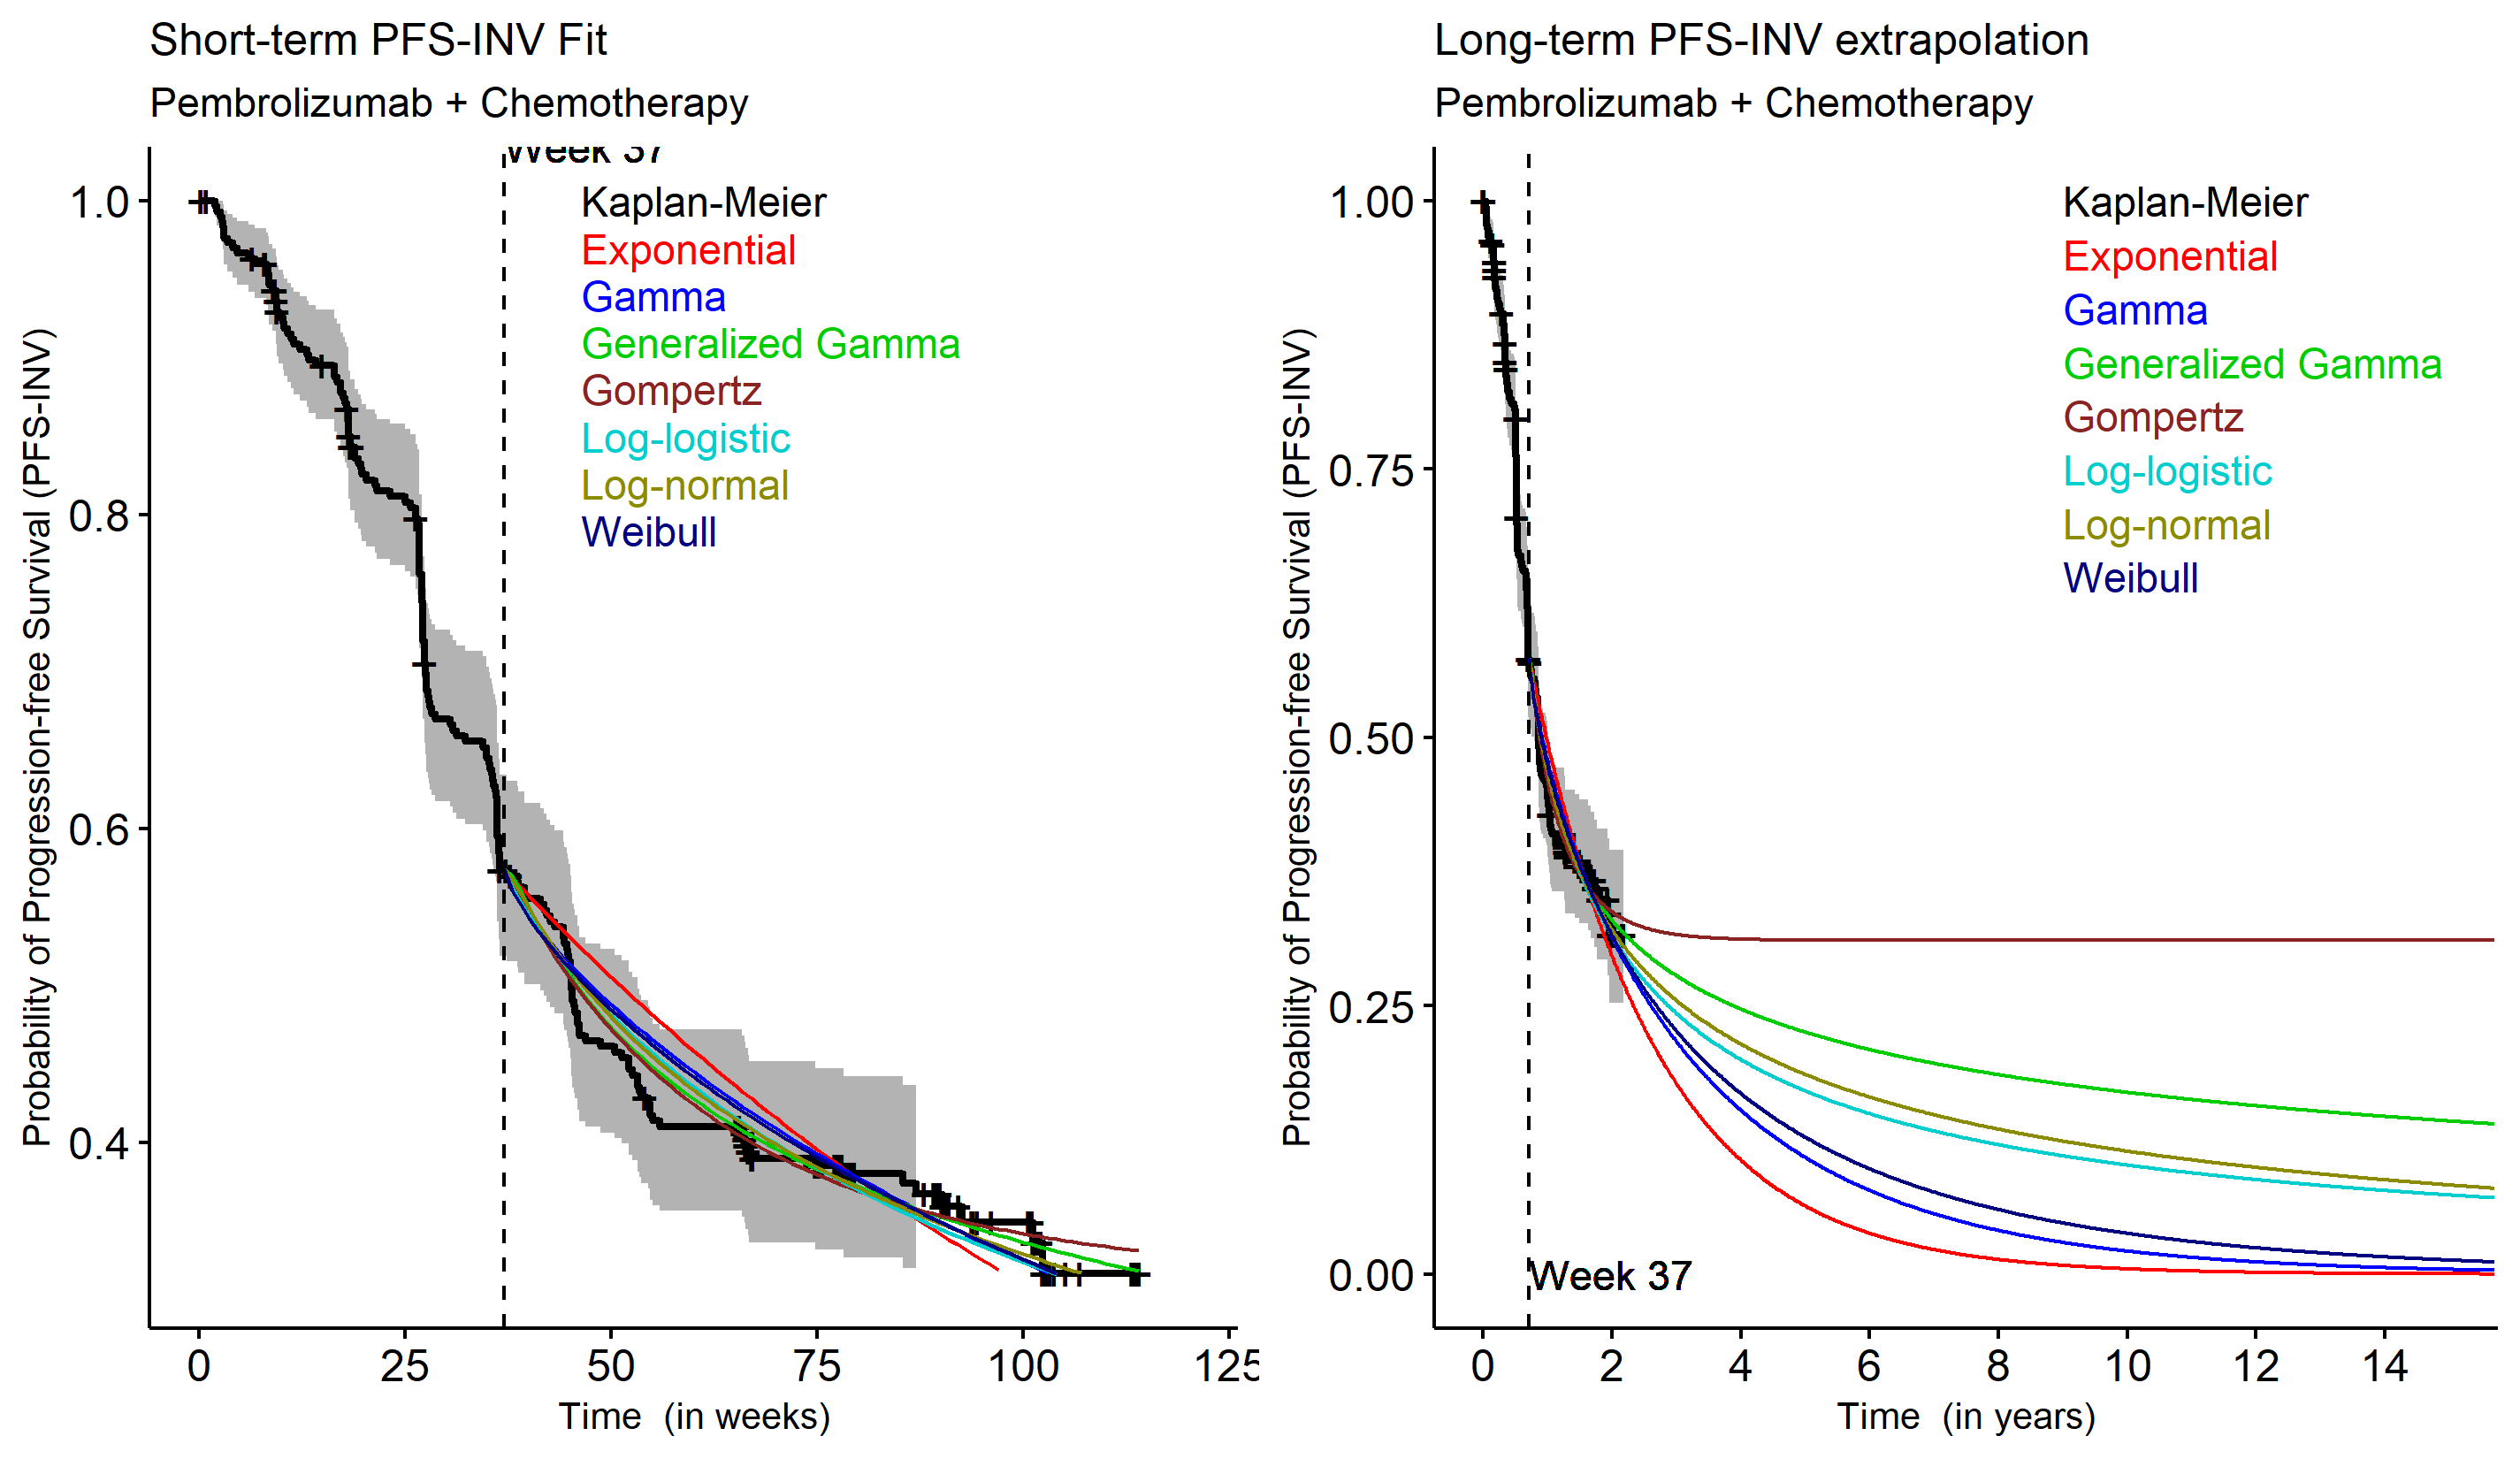 Short-term PFS-INV Fit
Pembrolizumab + Chemotherapy
Week 37
Kaplan-Meier
Exponential
Gamma
Generalized Gamma
Gompertz
Log-logistic
Log-normal
Weibull
Probability of Progression-free Survival (PFS-INV)
1.0
0.8
0.6
0.4
0
25
50
75
100
125
Time (in weeks)
Long-term PFS-INV extrapolation
Pembrolizumab + Chemotherapy
Kaplan-Meier
Exponential
Gamma
Generalized Gamma
Gompertz
Log-logistic
Log-normal
Weibull
Probability of Progression-free Survival (PFS-INV)
1.00
0.75
0.50
0.25
0.00
Week 37
0
2
4
6
8
10
12
14
Time (in years)